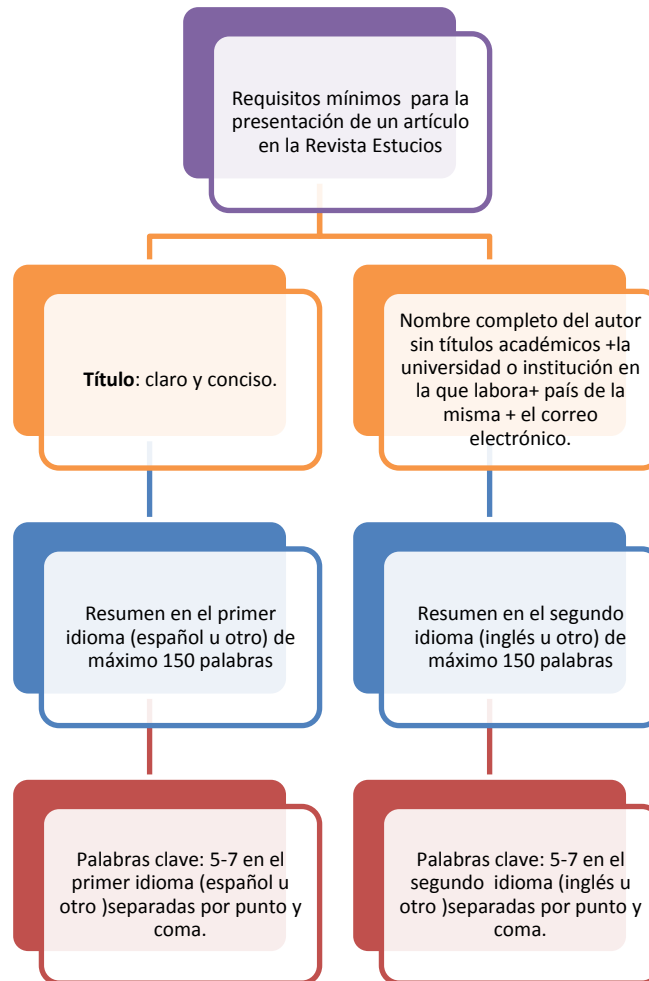 Requisitos mínimos para la
presentación de un artículo
en la Revista Estucios
Título: claro y conciso.
Nombre completo del autor
sin títulos académicos +la
universidad o institución en
la que labora+ país de la
misma + el correo
electrónico.
Resumen en el primer
idioma (español u otro) de
máximo 150 palabras
Resumen en el segundo
idioma (inglés u otro) de
máximo 150 palabras
Palabras clave: 5-7 en el
primer idioma (español u
otro )separadas por punto y
coma.
Palabras clave: 5-7 en el
segundo idioma (inglés u
otro )separadas por punto y
coma.